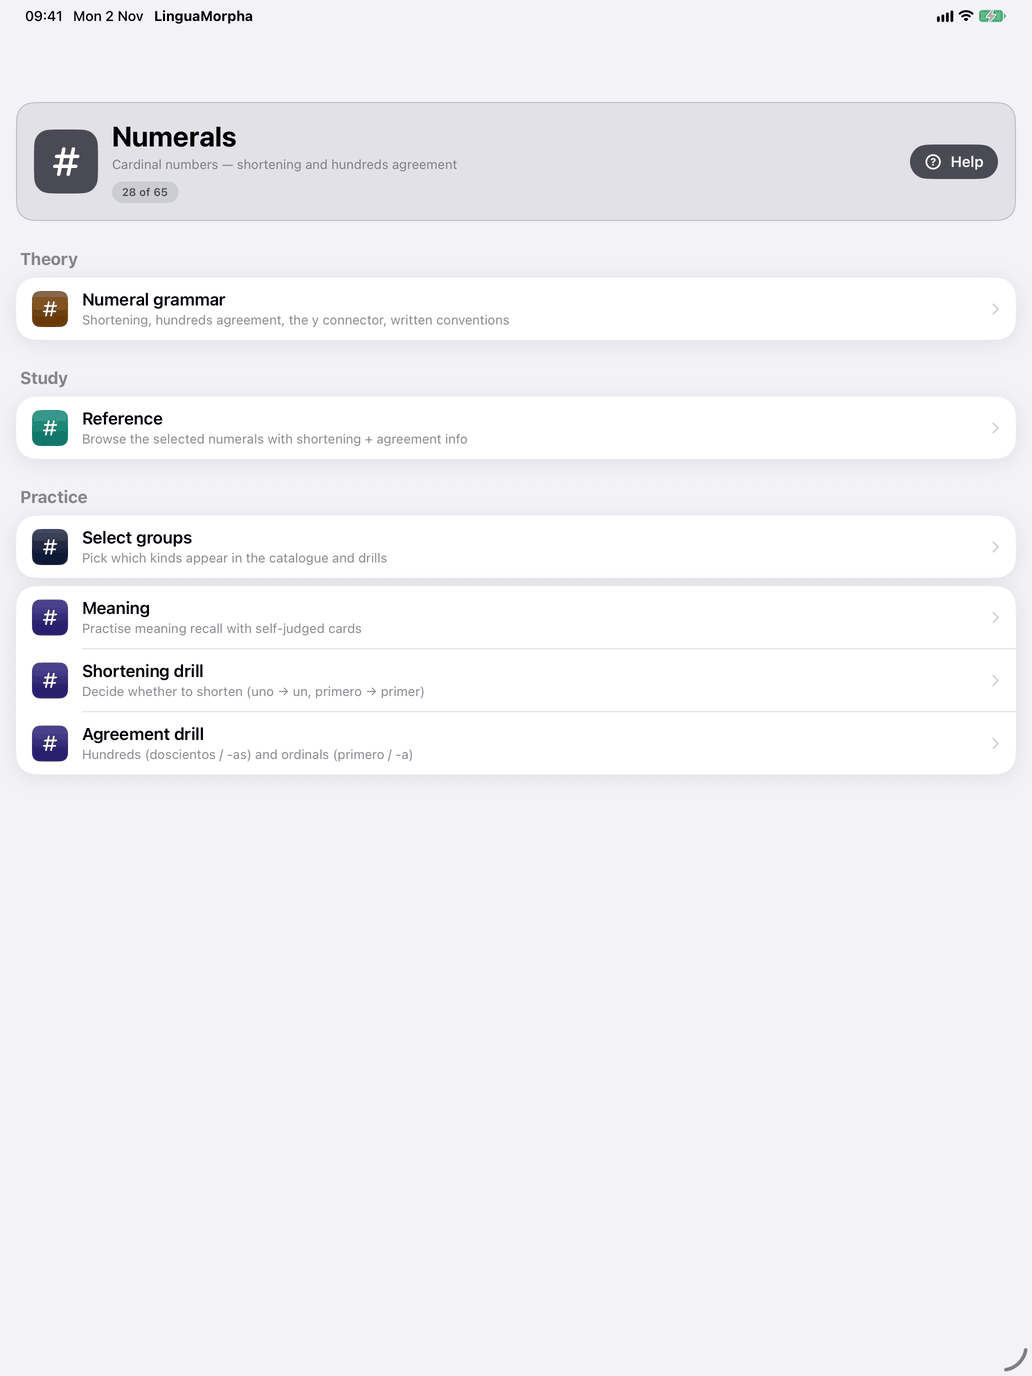 09:41 Mon 2 Nov LinguaMorpha
Numerals
Cardinal numbers — shortening and hundreds agreement
28 of 65
Help
Theory
Numeral grammar
Shortening, hundreds agreement, the y connector, written conventions
Study
Reference
Browse the selected numerals with shortening + agreement info
Practice
Select groups
Pick which kinds appear in the catalogue and drills
Meaning
Practise meaning recall with self-judged cards
Shortening drill
Decide whether to shorten (uno → un, primero → primer)
Agreement drill
Hundreds (doscientos / -as) and ordinals (primero / -a)